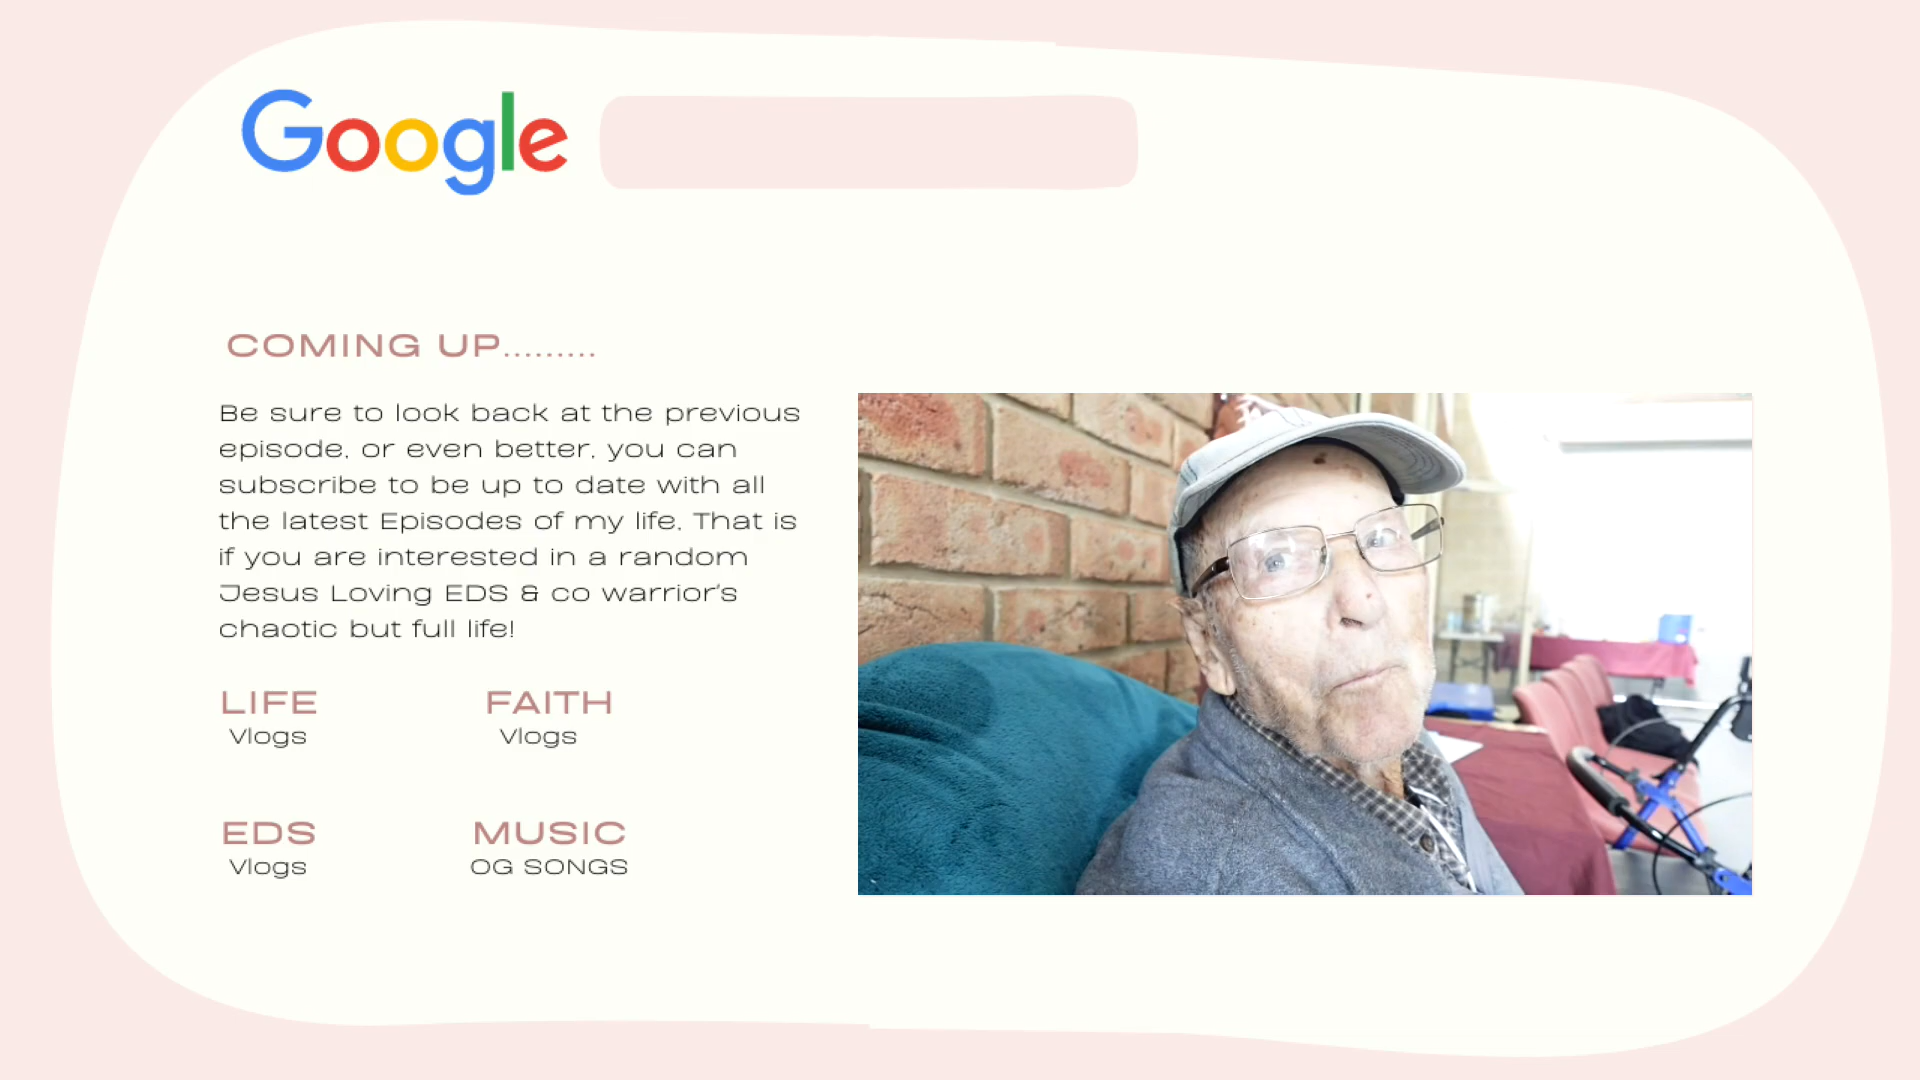 Google
COMING UP.........
Be sure to look back at the previous
episode, or even better, you can
subscribe to be up to date with all
the latest Episodes of my life, That is
if you are interested in a random
Jesus Loving EDS & co warrior's
chaotic but full life!
LIFE
Vlogs
FAITH
Vlogs
EDS
Vlogs
MUSIC
OG SONGS